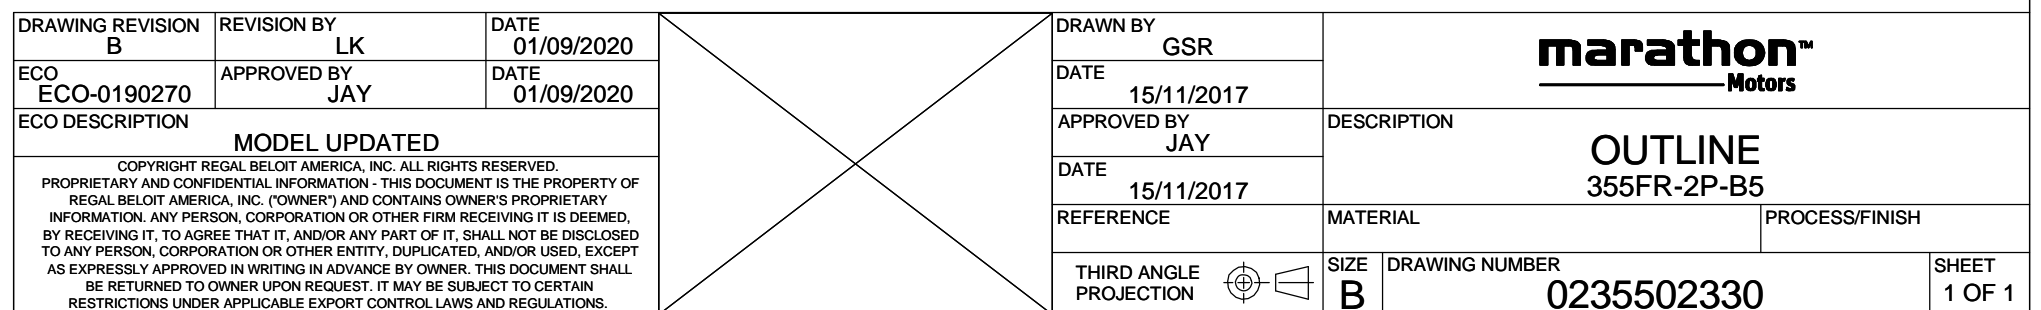 DRAWING REVISION
B
REVISION BY
LK
DATE
01/09/2020
ECO
ECO-0190270
APPROVED BY
JAY
DATE
01/09/2020
ECO DESCRIPTION
MODEL UPDATED
COPYRIGHT REGAL BELOIT AMERICA, INC. ALL RIGHTS RESERVED.
PROPRIETARY AND CONFIDENTIAL INFORMATION - THIS DOCUMENT IS THE PROPERTY OF
REGAL BELOIT AMERICA, INC. ("OWNER") AND CONTAINS OWNER'S PROPRIETARY
INFORMATION. ANY PERSON, CORPORATION OR OTHER FIRM RECEIVING IT IS DEEMED,
BY RECEIVING IT, TO AGREE THAT IT, AND/OR ANY PART OF IT, SHALL NOT BE DISCLOSED
TO ANY PERSON, CORPORATION OR OTHER ENTITY, DUPLICATED, AND/OR USED, EXCEPT
AS EXPRESSLY APPROVED IN WRITING IN ADVANCE BY OWNER. THIS DOCUMENT SHALL
BE RETURNED TO OWNER UPON REQUEST. IT MAY BE SUBJECT TO CERTAIN
RESTRICTIONS UNDER APPLICABLE EXPORT CONTROL LAWS AND REGULATIONS.
DRAWN BY
GSR
DATE
15/11/2017
APPROVED BY
JAY
DATE
15/11/2017
REFERENCE
THIRD ANGLE
PROJECTION
marathon™
Motors
DESCRIPTION
OUTLINE
355FR-2P-B5
MATERIAL
PROCESS/FINISH
SIZE
B
DRAWING NUMBER
0235502330
SHEET
1 OF 1